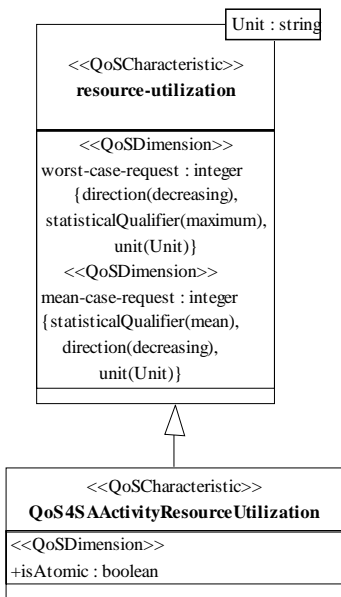 Unit : string
<<QoSCharacteristic>>
resource-utilization
<<QoSDimension>>
worst-case-request : integer
{direction(decreasing),
statisticalQualifier(maximum),
unit(Unit)}
<<QoSDimension>>
mean-case-request : integer
{statisticalQualifier(mean),
direction(decreasing),
unit(Unit)}
<<QoSCharacteristic>>
QoS4SAActivityResourceUtilization
<<QoSDimension>>
+isAtomic : boolean